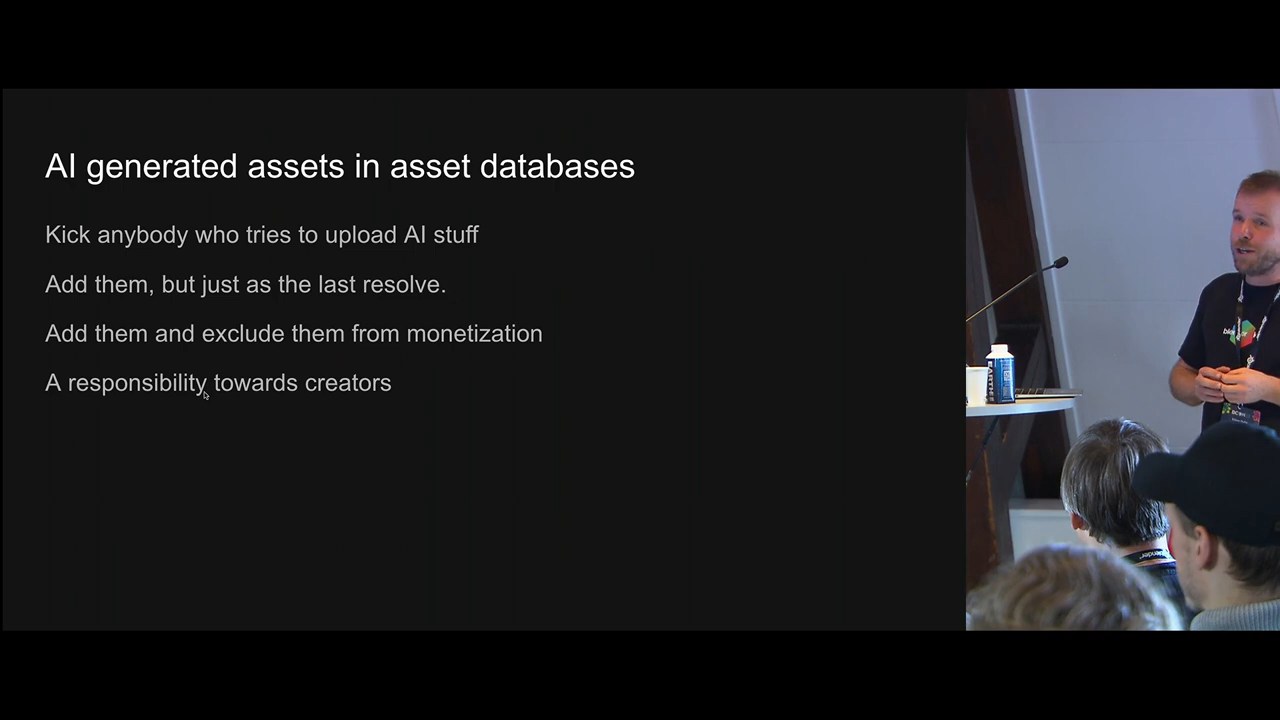 AI generated assets in asset databases
Kick anybody who tries to upload AI stuff
Add them, but just as the last resolve.
Add them and exclude them from monetization
A responsibility towards creators
EARTH